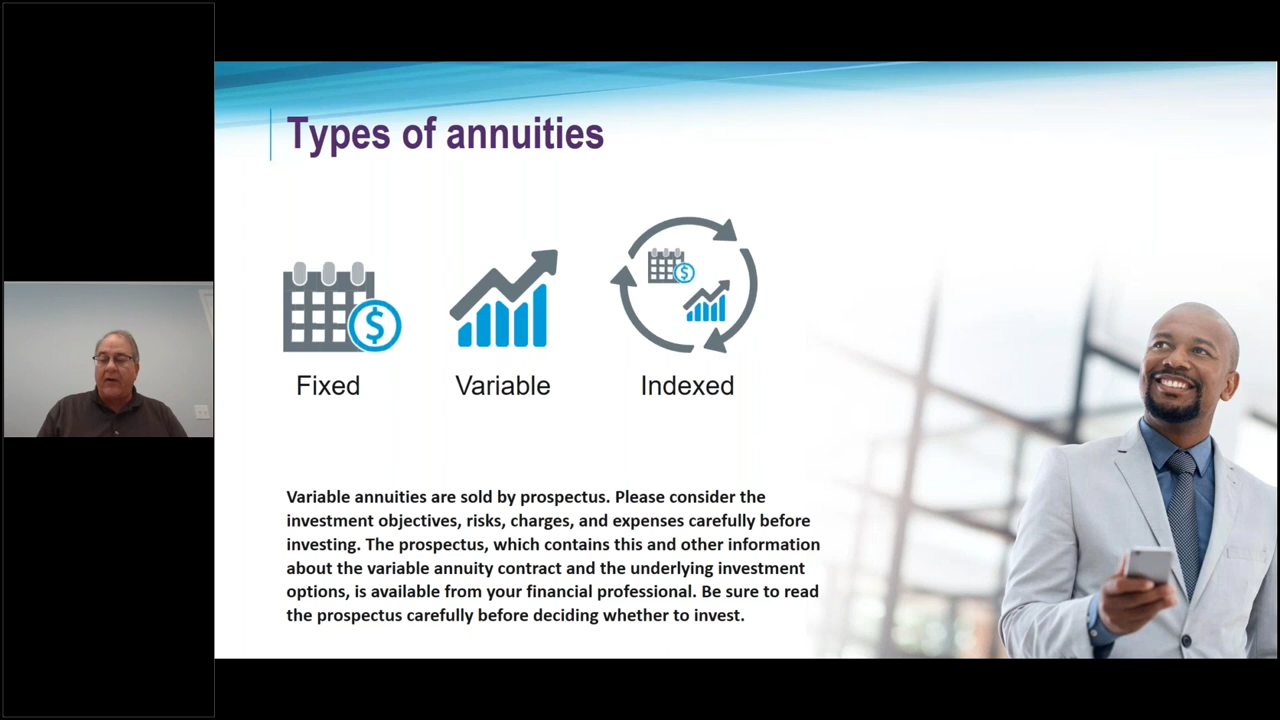 Types of annuities
Fixed
Variable
Indexed
Variable annuities are sold by prospectus. Please consider the
investment objectives, risks, charges, and expenses carefully before
investing. The prospectus, which contains this and other information
about the variable annuity contract and the underlying investment
options, is available from your financial professional. Be sure to read
the prospectus carefully before deciding whether to invest.